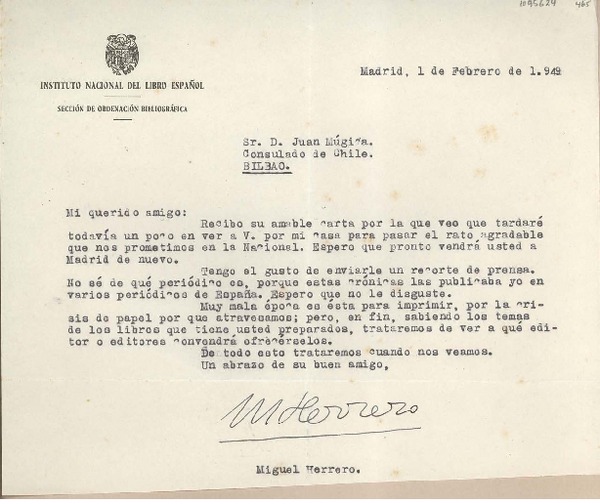 1095624 465
INSTITUTO NACIONAL DEL LIBRO ESPAÑOL
SECCIÓN DE ORDENACIÓN BIBLIOGRÁFICA
Madrid, 1 de Febrero de 1.949
Sr. D. Juan Múgica.
Consulado de Chile.
BILBAO.
Mi querido amigo:
Recibo su amable carta por la que veo que tardaré
todavía un poco en ver a V. por mi casa para pasar el rato agradable
que nos prometimos en la Nacional. Espero que pronto vendrá usted a
Madrid de nuevo.
Tengo el gusto de enviarle un recorte de prensa.
No sé de qué periódico es, porque estas crónicas las publicaba yo en
varios periódicos de España. Espero que no le disguste.
Muy mala época es ésta para imprimir, por la cri-
sis de papel por que atravesamos; pero, en fin, sabiendo los temas
de los libros que tiene usted preparados, trataremos de ver a qué edi-
tor o editores convendrá ofrecérselos.
De todo esto trataremos cuando nos veamos.
Un abrazo de su buen amigo,
MHerrero
Miguel Herrero.